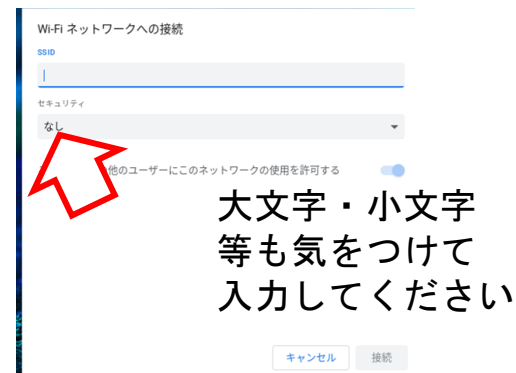 Wi-Fi ネットワークへの接続
SSID
セキュリティ
なし
他のユーザーにこのネットワークの使用を許可する
大文字・小文字
等も気をつけて
入力してください
キャンセル 接続